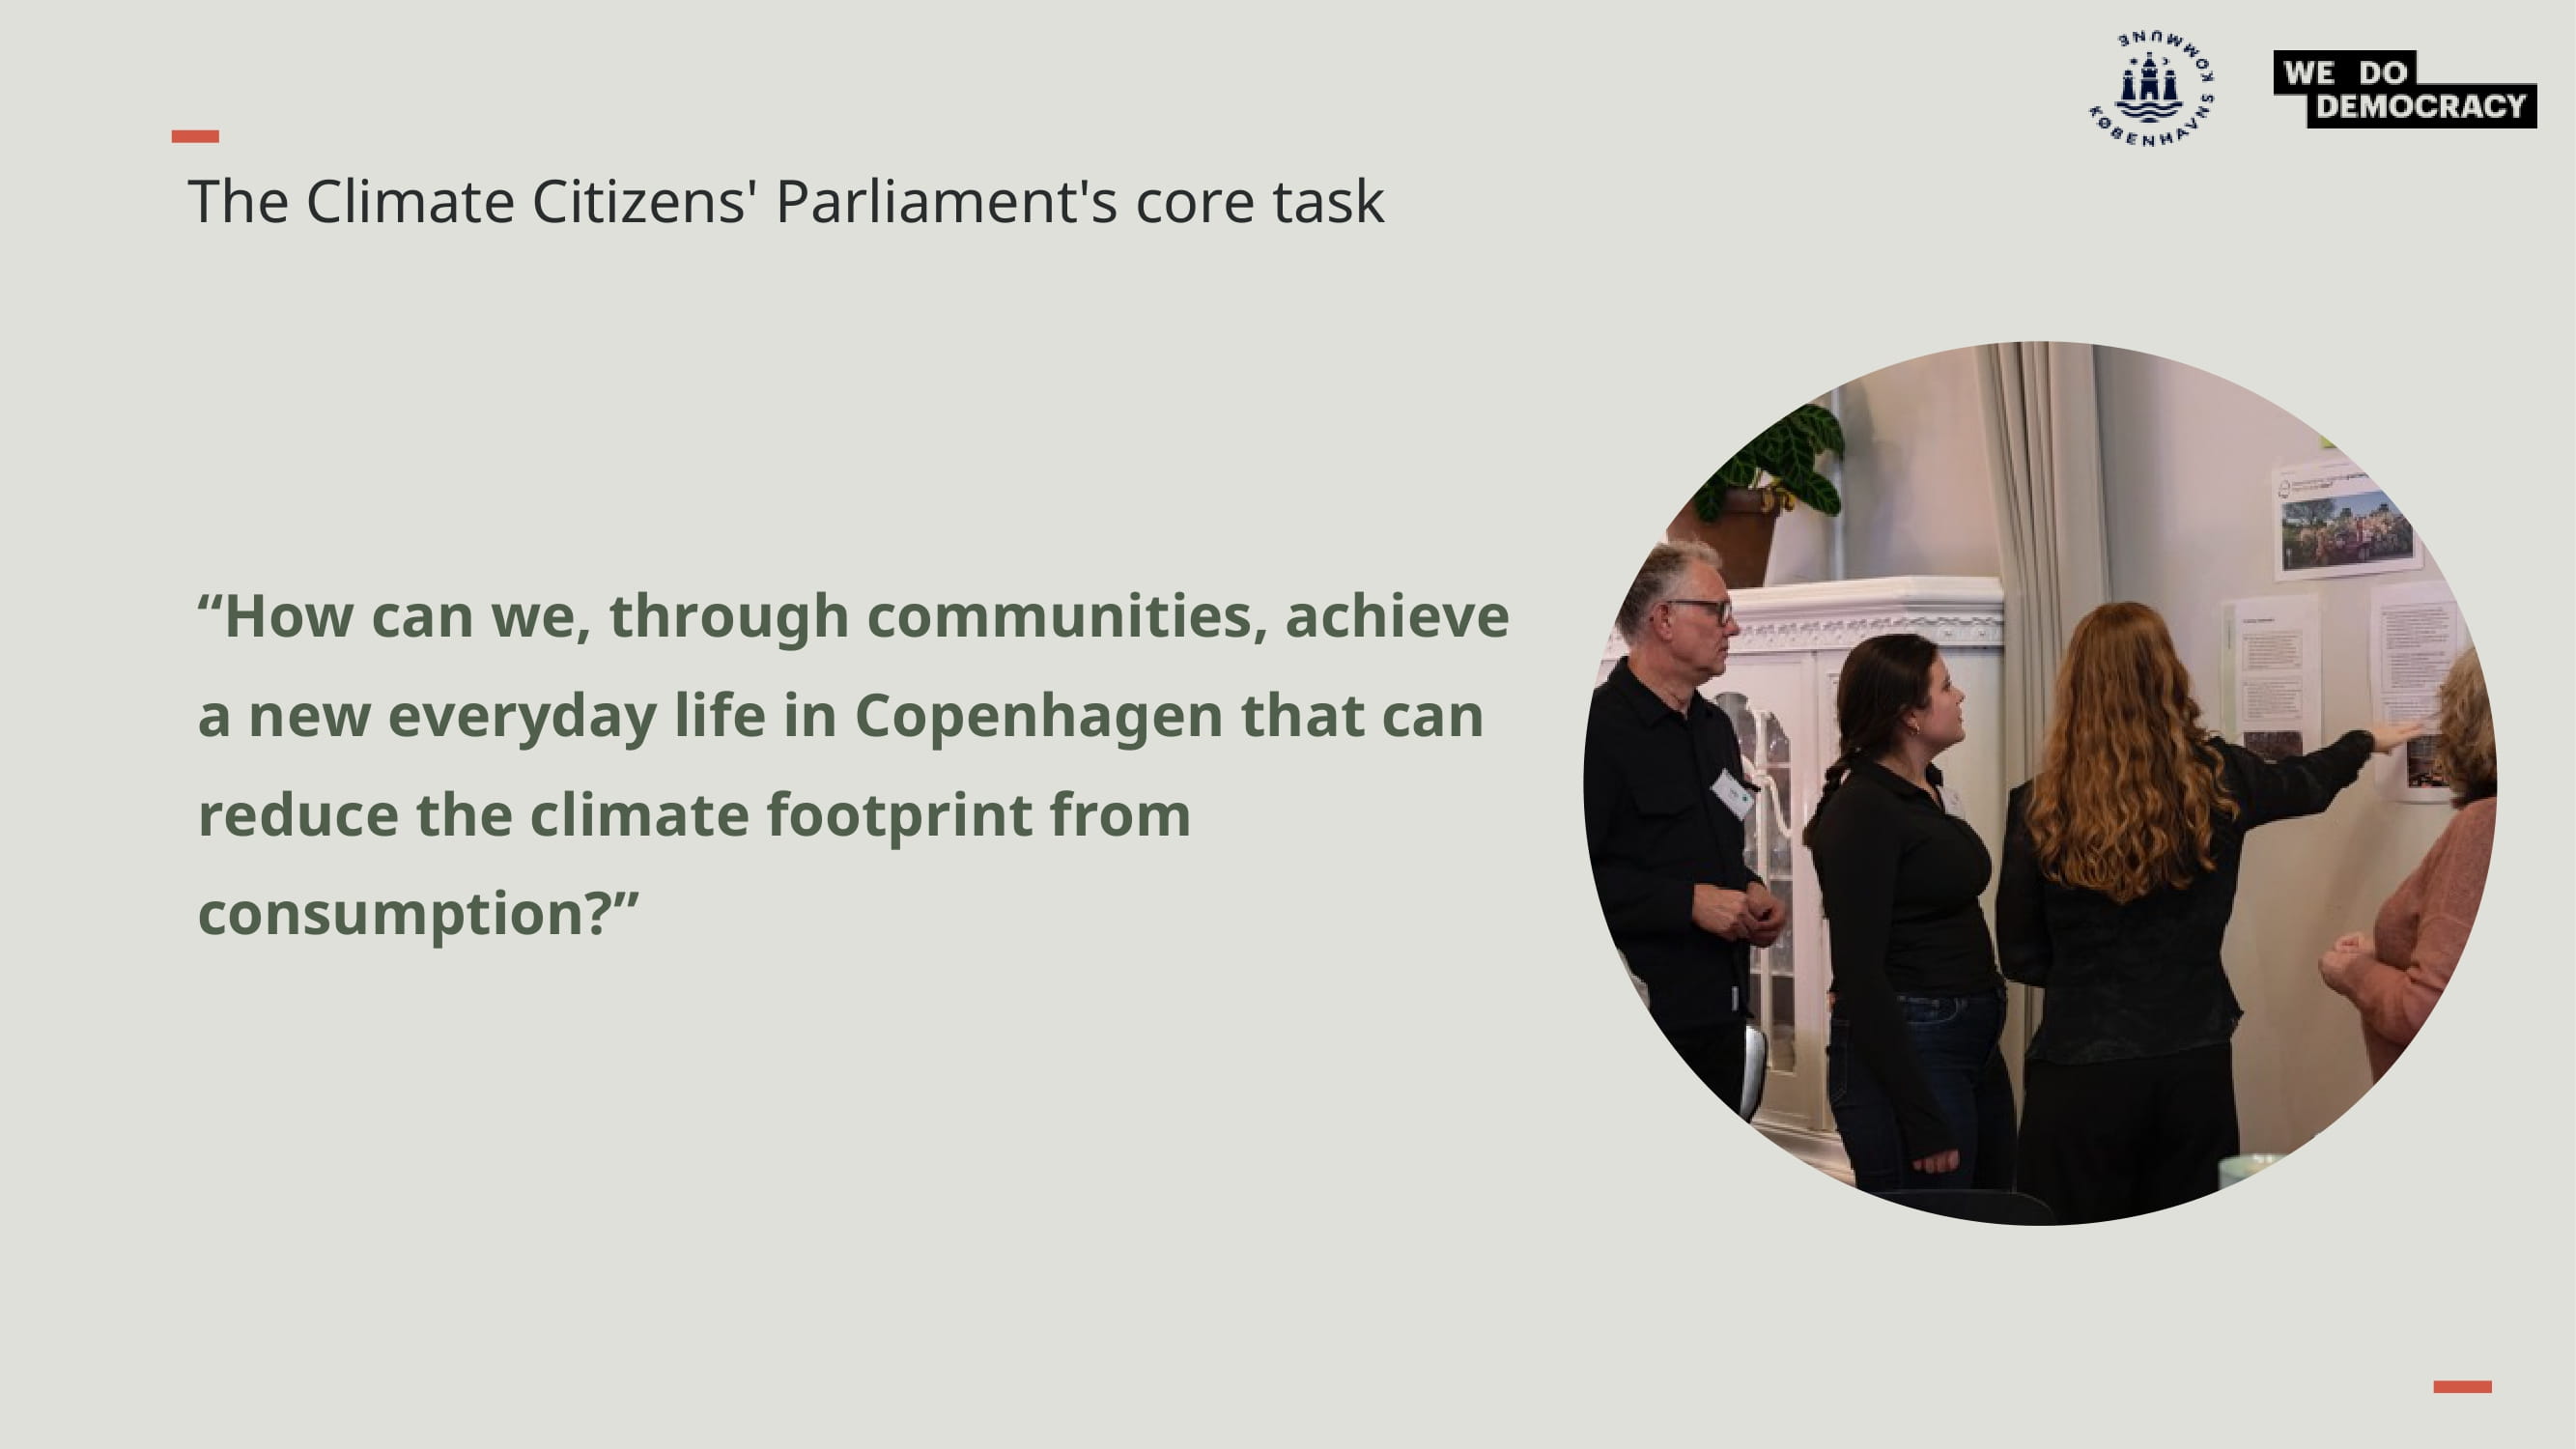 KØBENHAVNS KOMMUNE
WE DO
DEMOCRACY
The Climate Citizens' Parliament's core task
“How can we, through communities, achieve
a new everyday life in Copenhagen that can
reduce the climate footprint from
consumption?”